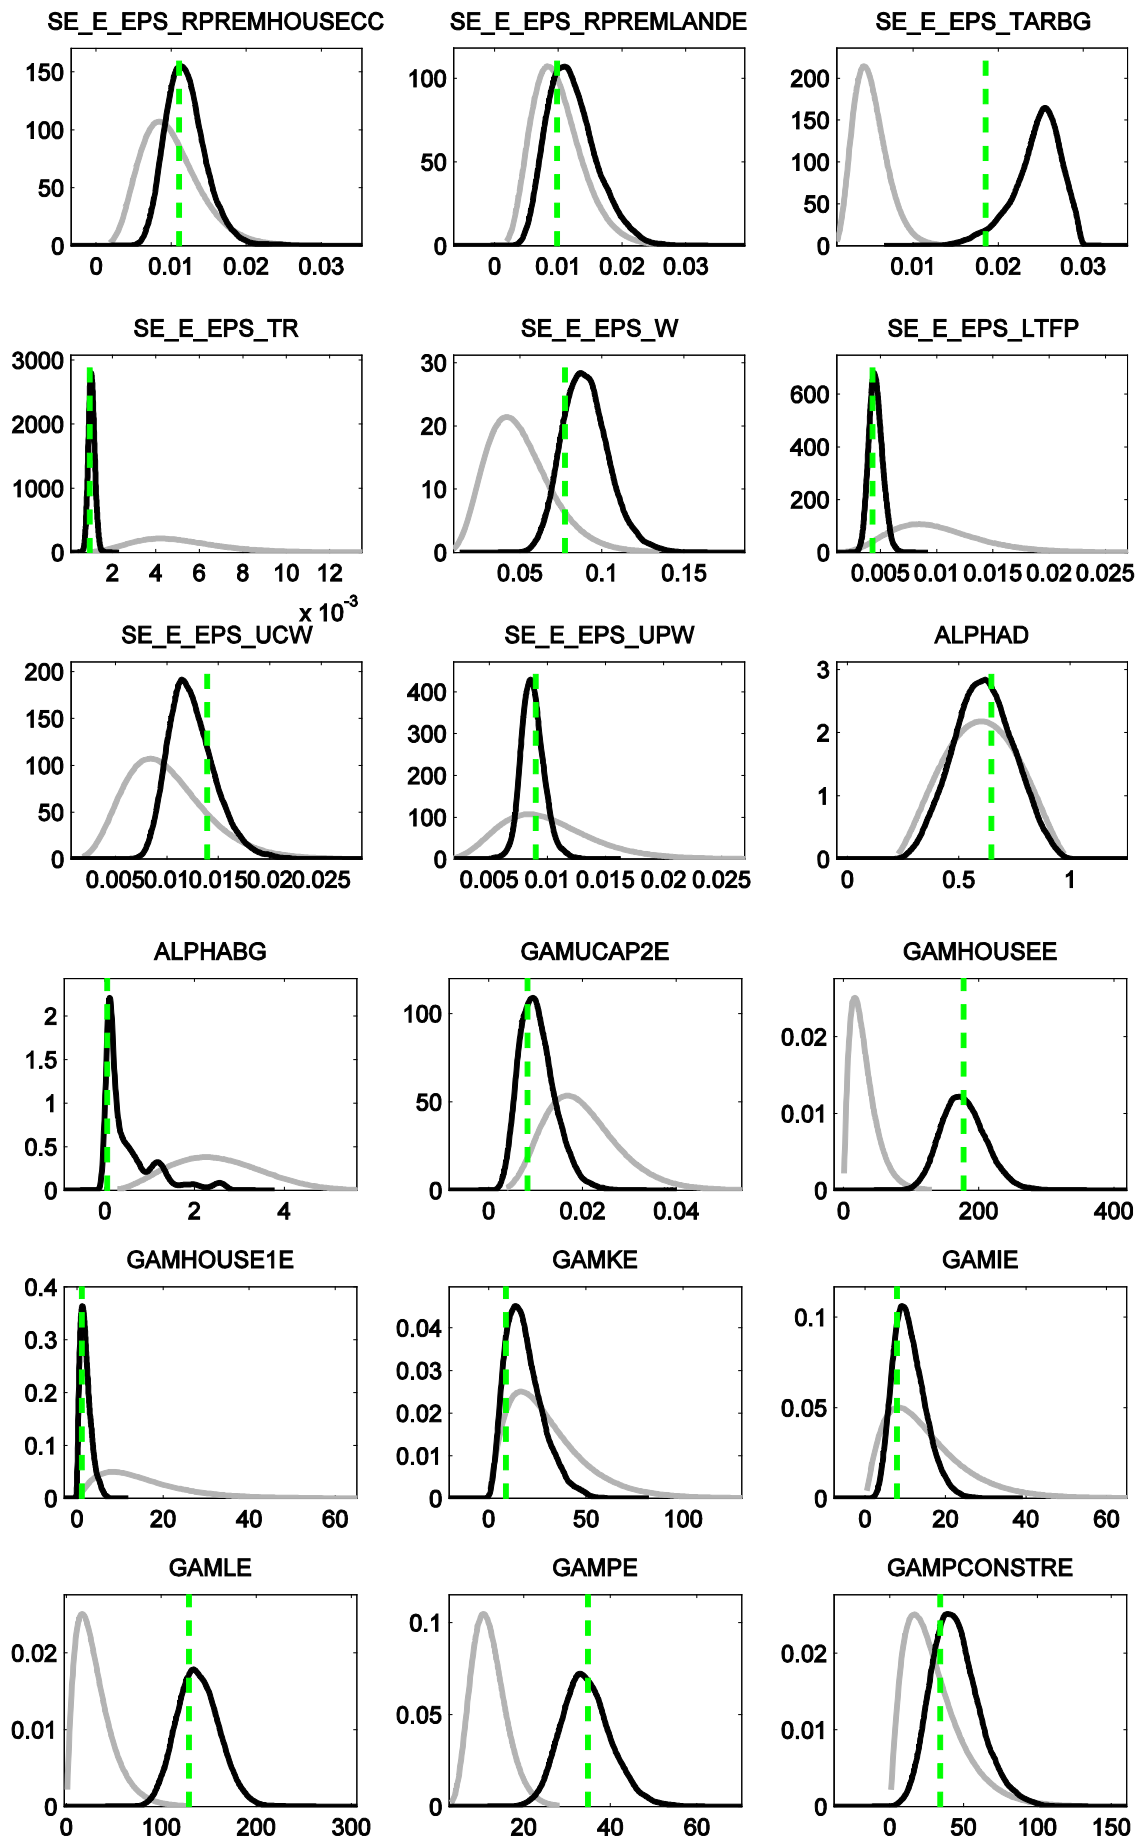 SE_E_EPS_RPREMHOUSECC SE_E_EPS_RPREMLANDE SE_E_EPS_TARBG
150 100 50 0
0 0.01 0.02 0.03
100 50 0
0 0.01 0.02 0.03
200 150 100 50 0
0.01 0.02 0.03
SE_E_EPS_TR SE_E_EPS_W SE_E_EPS_LTFP
3000 2000 1000 0
2 4 6 8 10 12
x 10-3
30 20 10 0
0.05 0.1 0.15
600 400 200 0
0.005 0.01 0.015 0.02 0.025
SE_E_EPS_UCW SE_E_EPS_UPW ALPHAD
200 150 100 50 0
0.005 0.01 0.015 0.02 0.025
400 300 200 100 0
0.005 0.01 0.015 0.02 0.025
3 2 1 0
0 0.5 1
ALPHABG GAMUCAP2E GAMHOUSEE
2 1.5 1 0.5 0
0 2 4
100 50 0
0 0.02 0.04
0.02 0.01 0
0 200 400
GAMHOUSE1E GAMKE GAMIE
0.4 0.3 0.2 0.1 0
0 20 40 60
0.04 0.03 0.02 0.01 0
0 50 100
0.1 0.05 0
0 20 40 60
GAMLE GAMPE GAMPCONSTRE
0.02 0.01 0
0 100 200 300
0.1 0.05 0
20 40 60
0.02 0.01 0
0 50 100 150